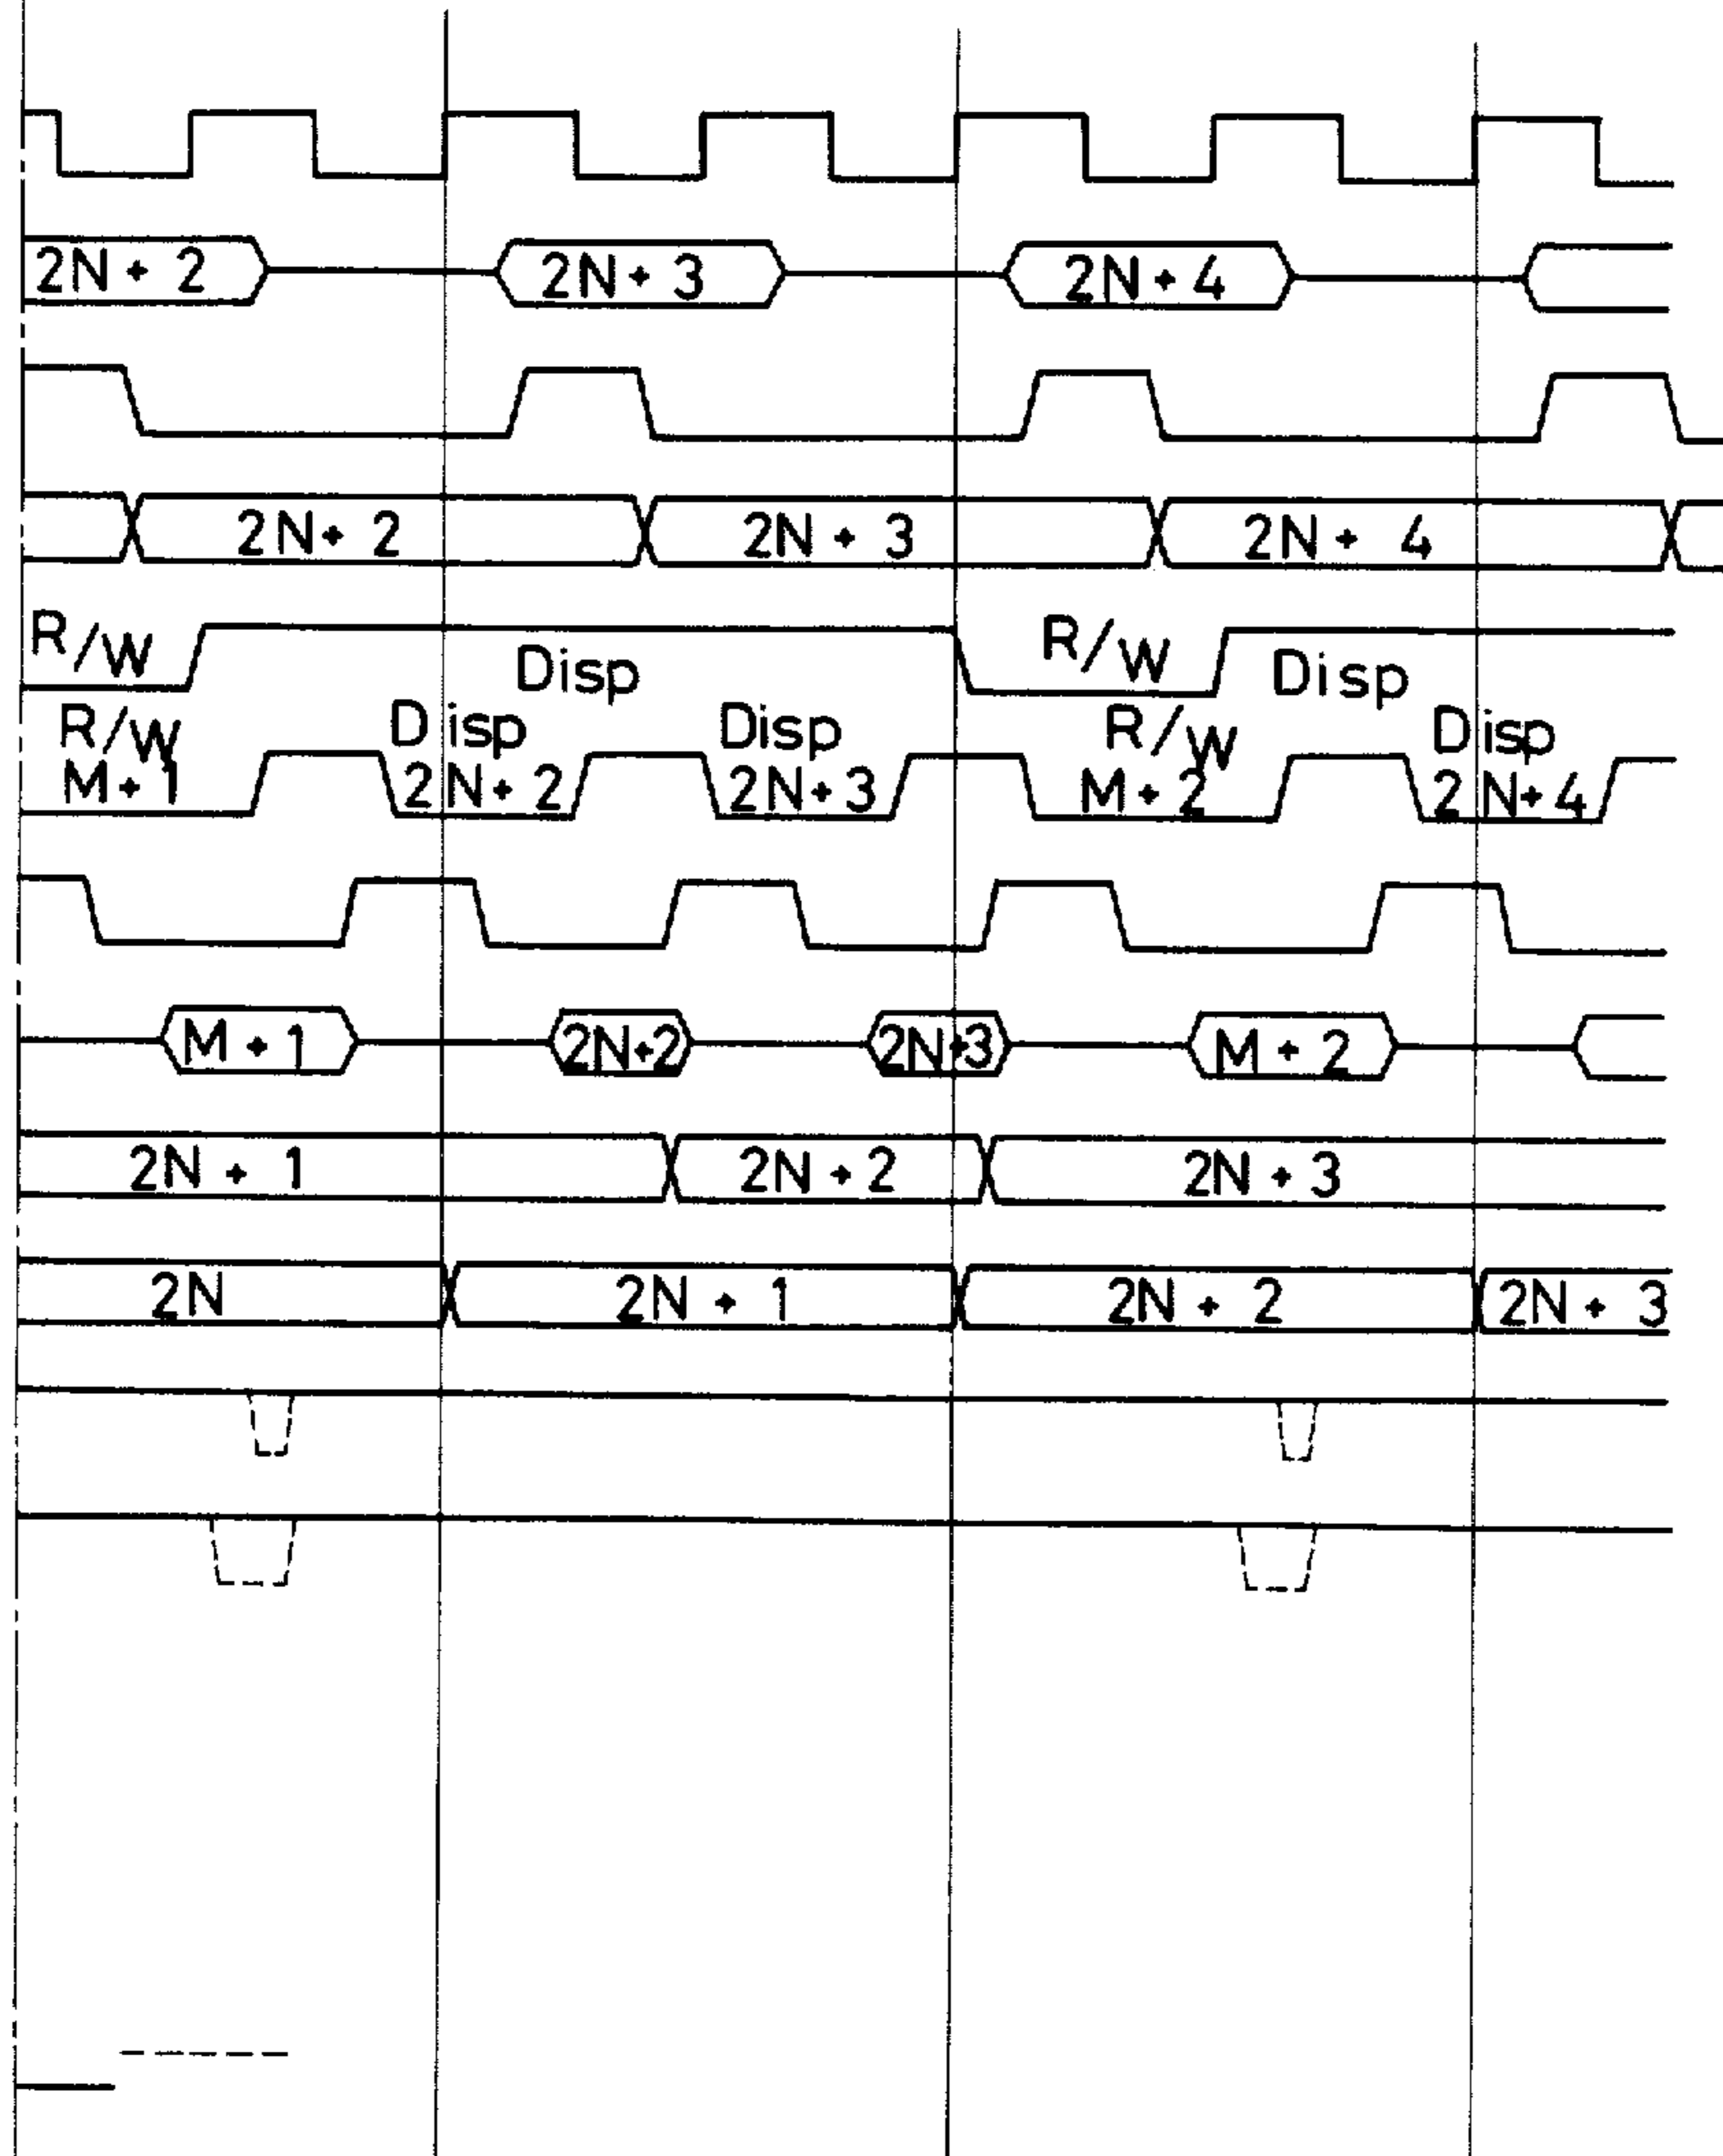 2N + 2 2N + 3 2N + 4
2N + 2 2N + 3 2N + 4
R/W Disp R/W Disp
R/W Disp Disp R/W Disp
M + 1 2N + 2 2N + 3 M + 2 2N + 4
M + 1 2N + 2 2N + 3 M + 2
2N + 1 2N + 2 2N + 3
2N 2N + 1 2N + 2 2N + 3